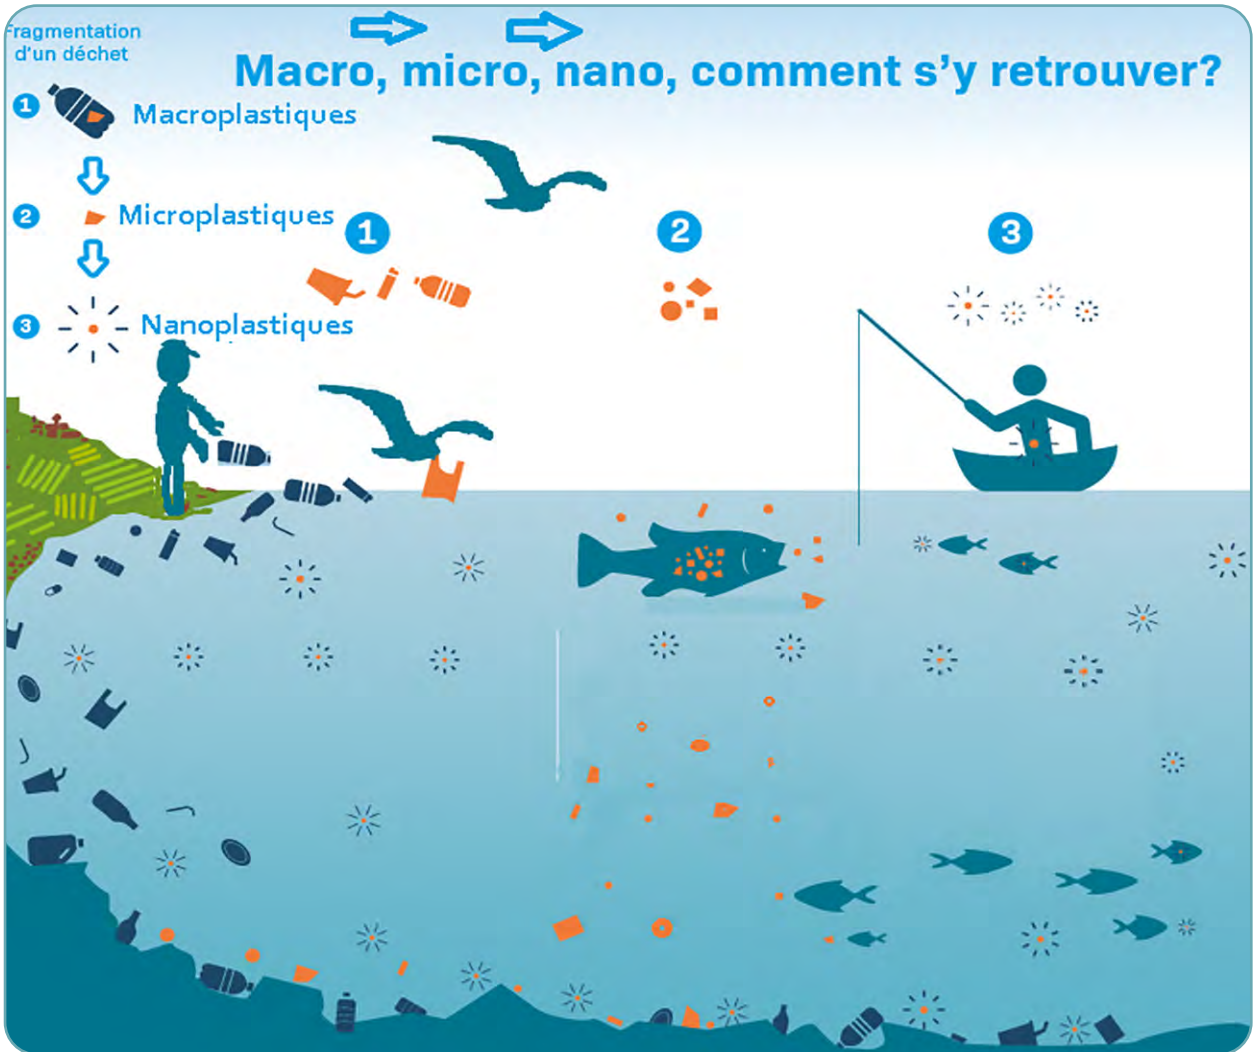 Fragmentation
d'un déchet
Macro, micro, nano, comment s'y retrouver?
1 Macroplastiques
2 Microplastiques
3 Nanoplastiques
1 2 3